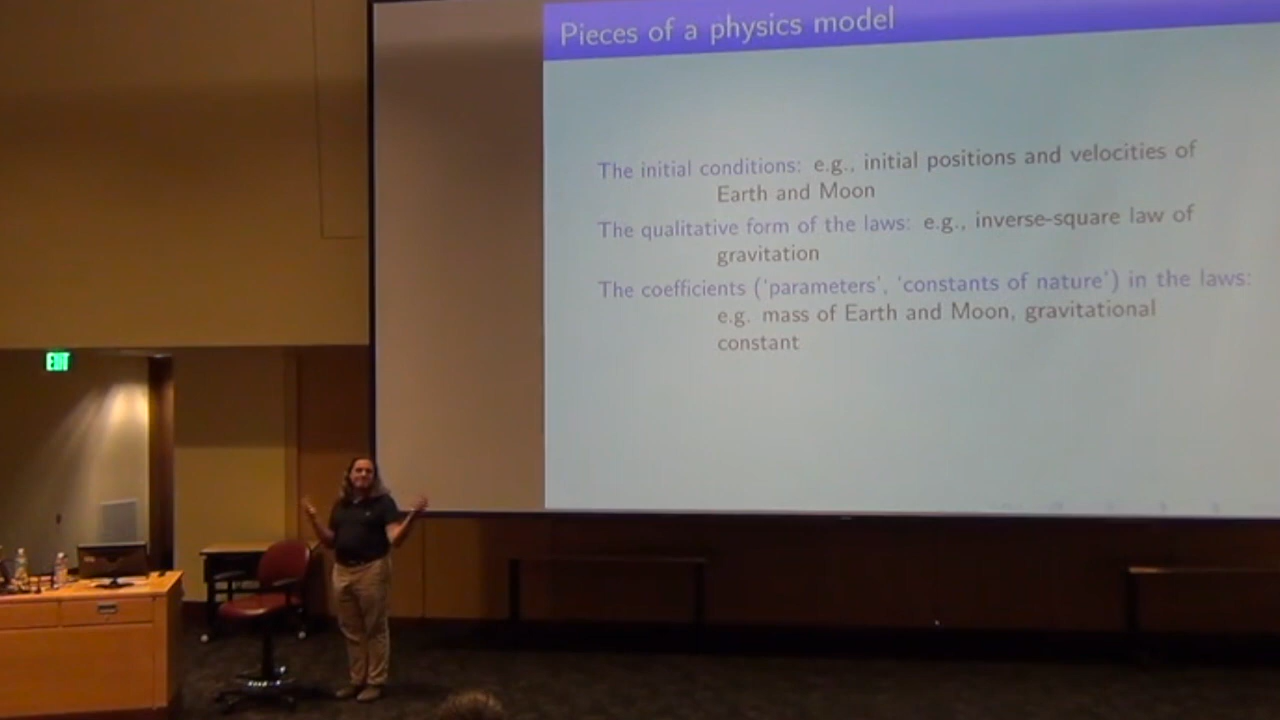 Pieces of a physics model
The initial conditions: e.g., initial positions and velocities of
Earth and Moon
The qualitative form of the laws: e.g., inverse-square law of
gravitation
The coefficients (‘parameters’, ‘constants of nature’) in the laws:
e.g. mass of Earth and Moon, gravitational
constant
EXIT